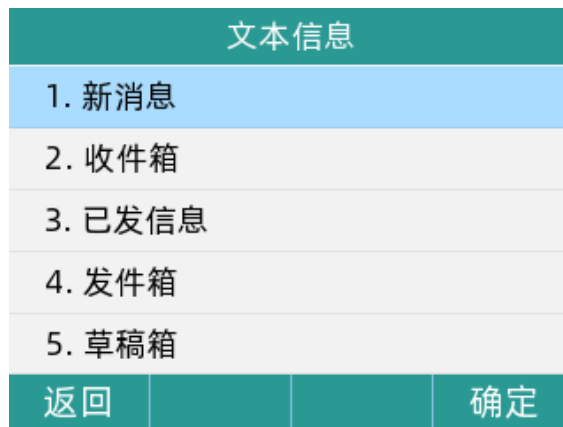 文本信息
1. 新消息
2. 收件箱
3. 已发信息
4. 发件箱
5. 草稿箱
返回 确定